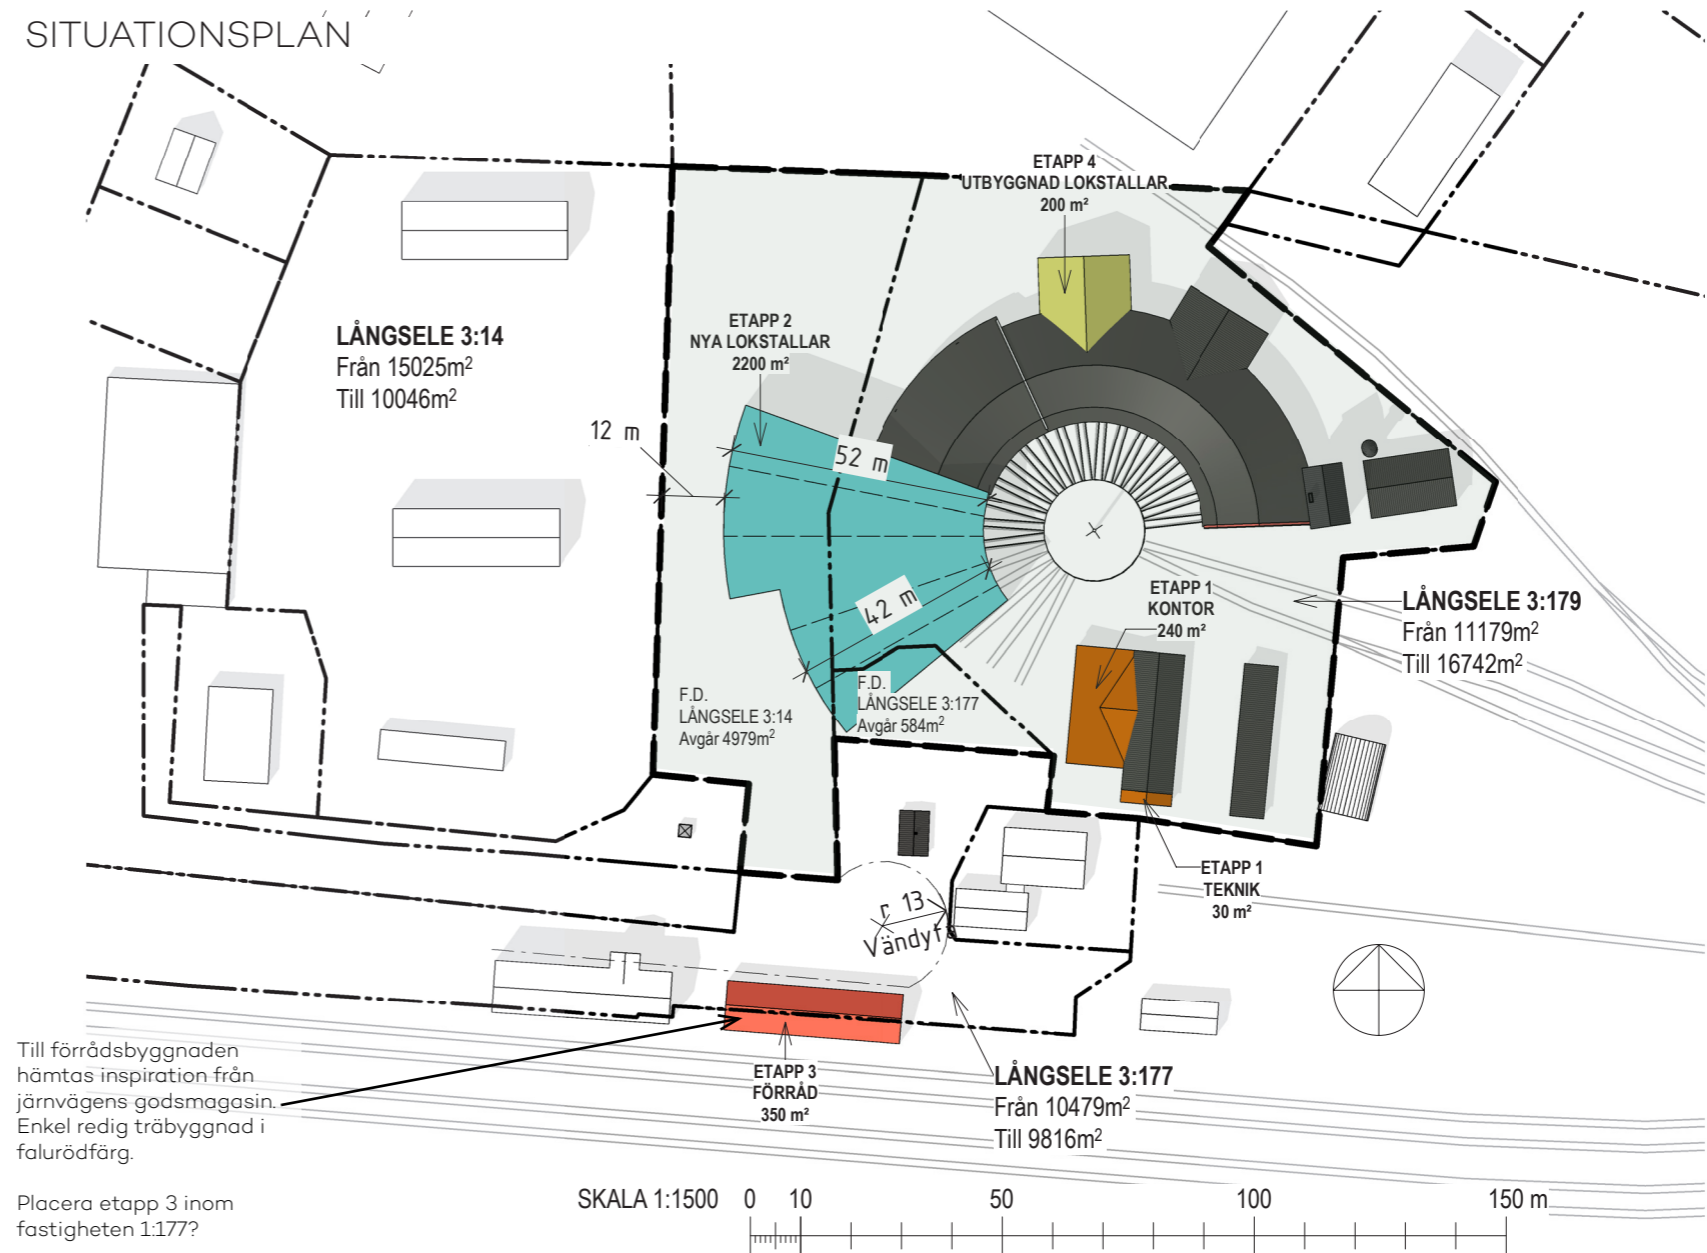 SITUATIONSPLAN
ETAPP 4
UTBYGGNAD LOKSTALLAR
200 m²
LÅNGSELE 3:14
Från 15025m²
Till 10046m²
ETAPP 2
NYA LOKSTALLAR
2200 m²
12 m
52 m
42 m
ETAPP 1
KONTOR
240 m²
LÅNGSELE 3:179
Från 11179m²
Till 16742m²
F.D.
LÅNGSELE 3:14
Avgår 4979m²
F.D.
LÅNGSELE 3:177
Avgår 584m²
ETAPP 1
TEKNIK
30 m²
r 13
Till förrådsbyggnaden
hämtas inspiration från
järnvägens godsmagasin.
Enkel redig träbyggnad i
falurödfärg.
Placera etapp 3 inom
fastigheten 1:177?
ETAPP 3
FÖRRÅD
350 m²
LÅNGSELE 3:177
Från 10479m²
Till 9816m²
SKALA 1:1500 0 10 50 100 150 m